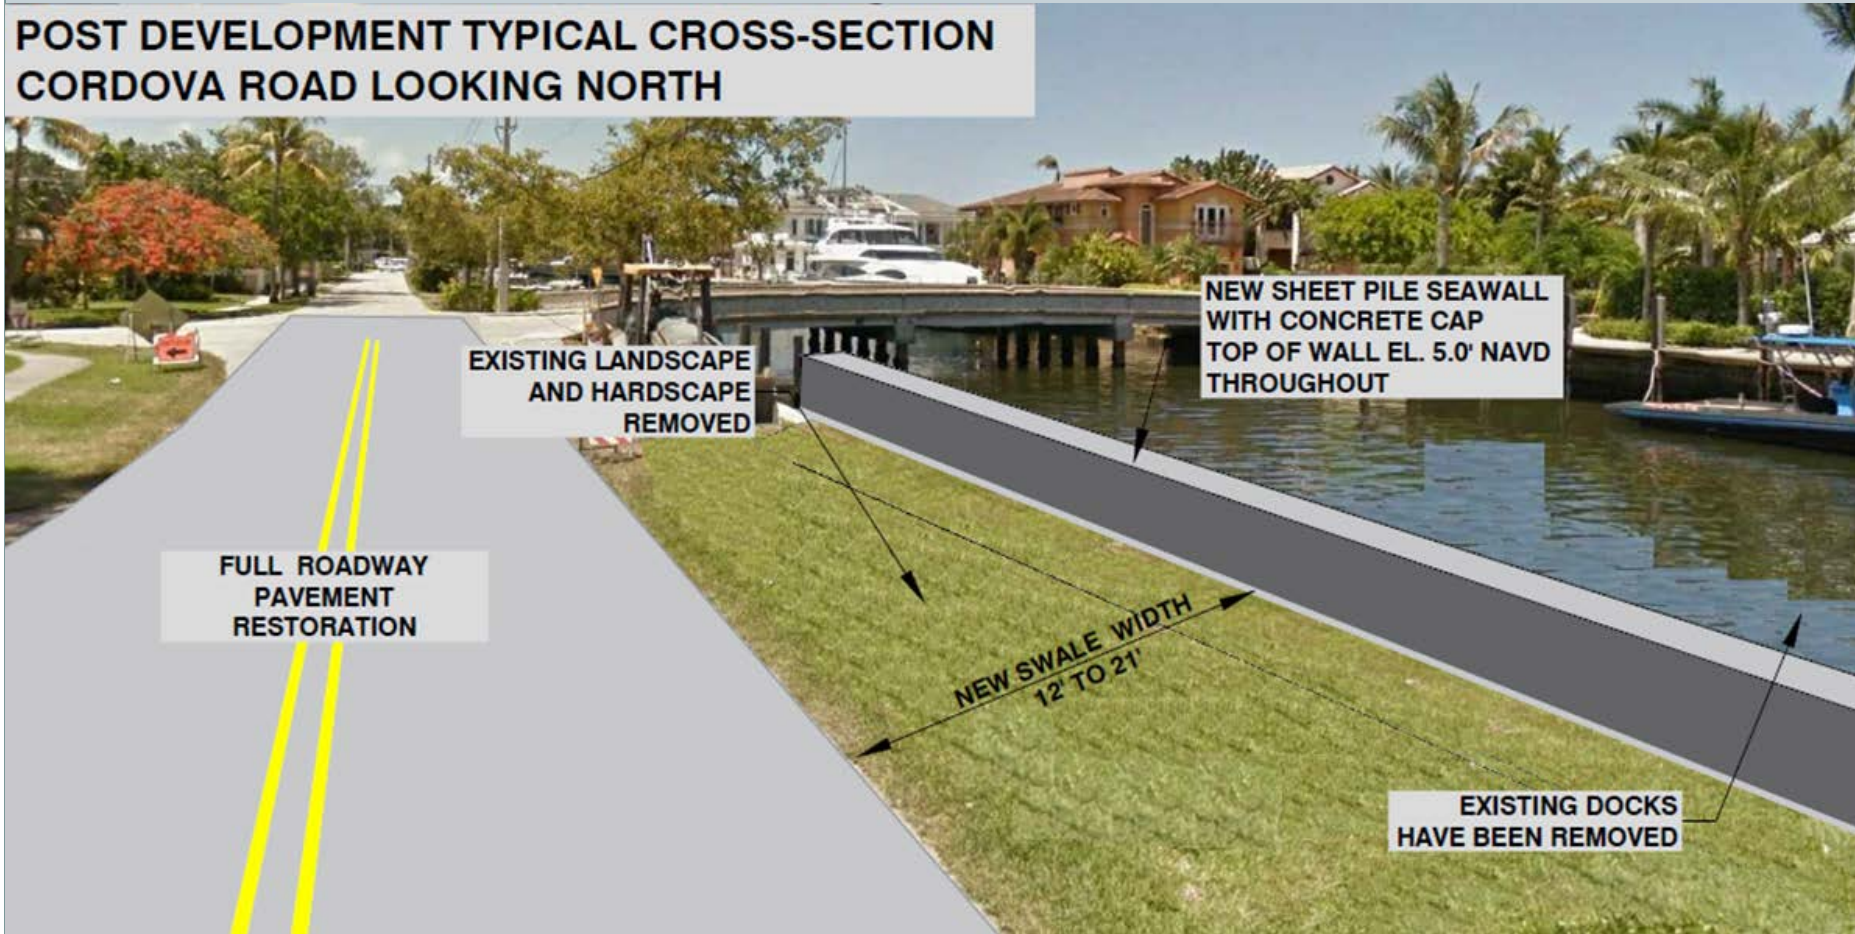 POST DEVELOPMENT TYPICAL CROSS-SECTION
CORDOVA ROAD LOOKING NORTH
NEW SHEET PILE SEAWALL
WITH CONCRETE CAP
TOP OF WALL EL. 5.0' NAVD
THROUGHOUT
EXISTING LANDSCAPE
AND HARDSCAPE
REMOVED
FULL ROADWAY
PAVEMENT
RESTORATION
NEW SWALE WIDTH
12' TO 21'
EXISTING DOCKS
HAVE BEEN REMOVED